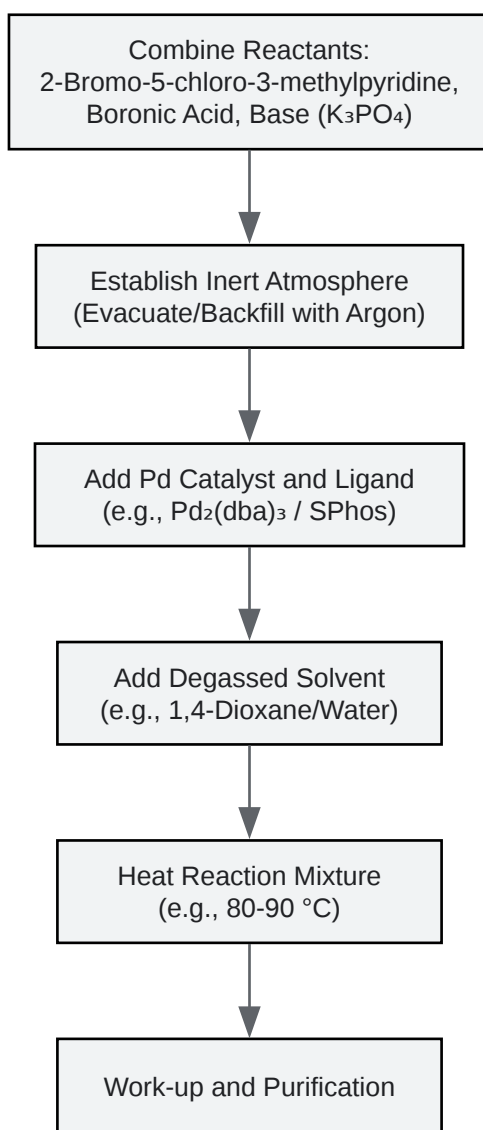 Combine Reactants:
2-Bromo-5-chloro-3-methylpyridine,
Boronic Acid, Base (K₃PO₄)
Establish Inert Atmosphere
(Evacuate/Backfill with Argon)
Add Pd Catalyst and Ligand
(e.g., Pd₂(dba)₃ / SPhos)
Add Degassed Solvent
(e.g., 1,4-Dioxane/Water)
Heat Reaction Mixture
(e.g., 80-90 °C)
Work-up and Purification